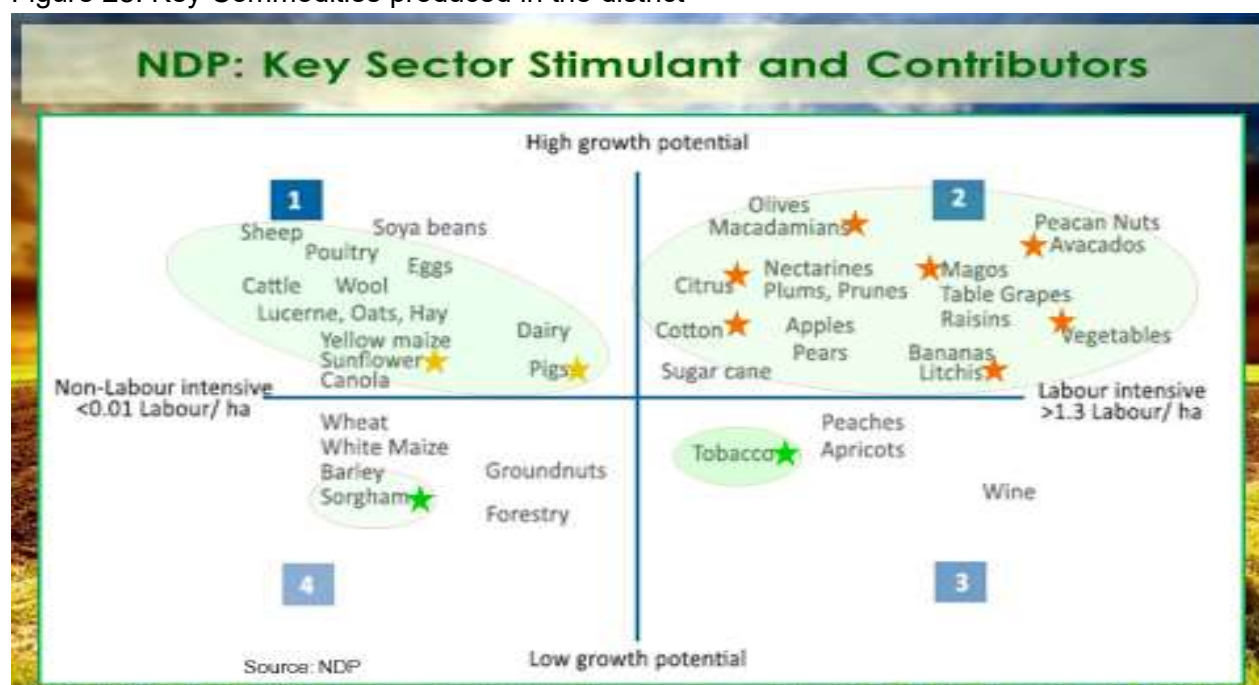 Figure 26: Key Commodities produced in the district
NDP: Key Sector Stimulant and Contributors
High growth potential
1
Sheep
Soya beans
Poultry
Eggs
Cattle Wool
Lucerne, Oats, Hay
Yellow maize
Dairy
Sunflower
Pigs
Canola
2
Olives
Macadamians
Peacan Nuts
Avacados
Citrus
Nectarines
Plums, Prunes
Magos
Table Grapes
Raisins
Cotton
Apples
Pears
Vegetables
Bananas
Litchis
Sugar cane
Non-Labour intensive
<0.01 Labour/ ha
Labour intensive
>1.3 Labour/ ha
Wheat
White Maize
Barley
Sorgham
Groundnuts
Forestry
Tobacco
Peaches
Apricots
Wine
4
3
Source: NDP
Low growth potential